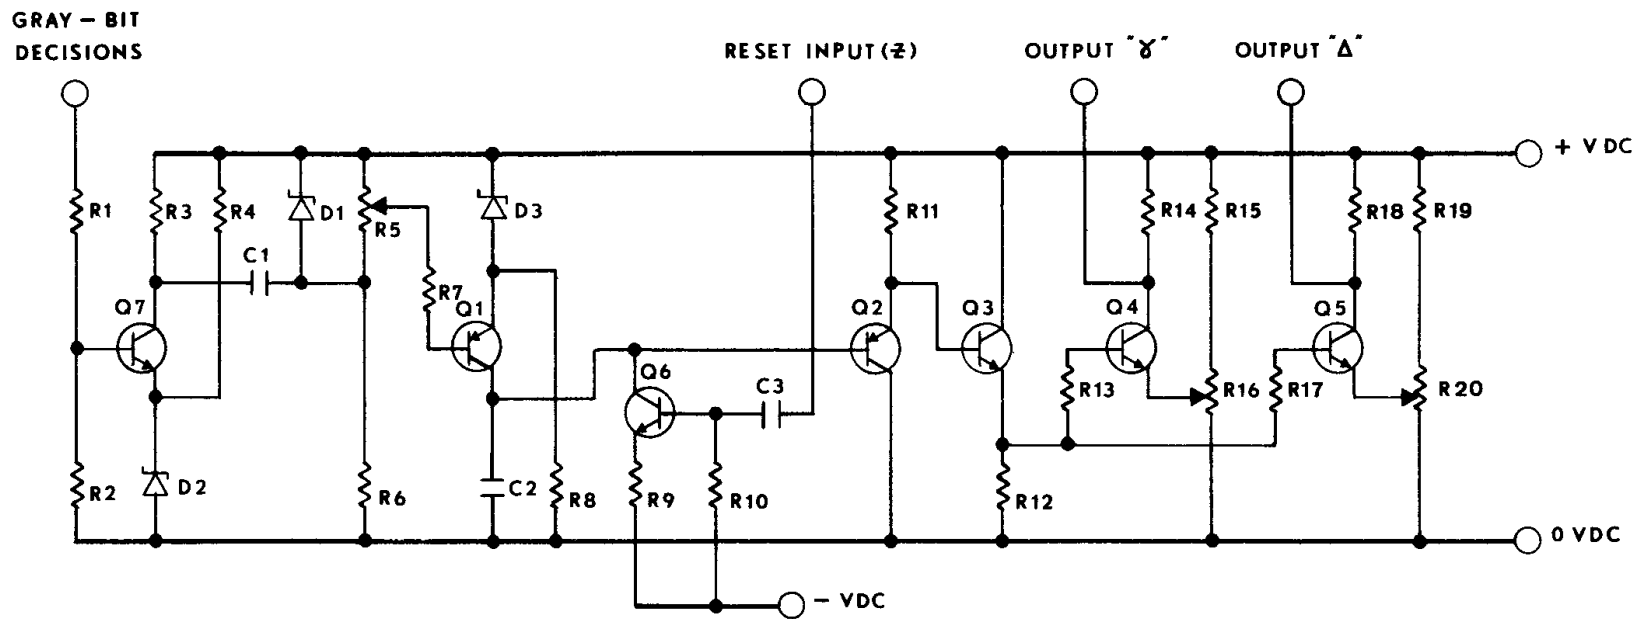 GRAY – BIT
DECISIONS
RESET INPUT (Z)
OUTPUT "ɣ"
OUTPUT "Δ"
+ VDC
R1
R3
R4
D1
R5
D3
R11
R14
R15
R18
R19
C1
R7
Q7
Q1
Q2
Q3
Q4
Q5
Q6
C3
R13
R16
R17
R20
R2
D2
R6
C2
R8
R9
R10
R12
0 VDC
– VDC